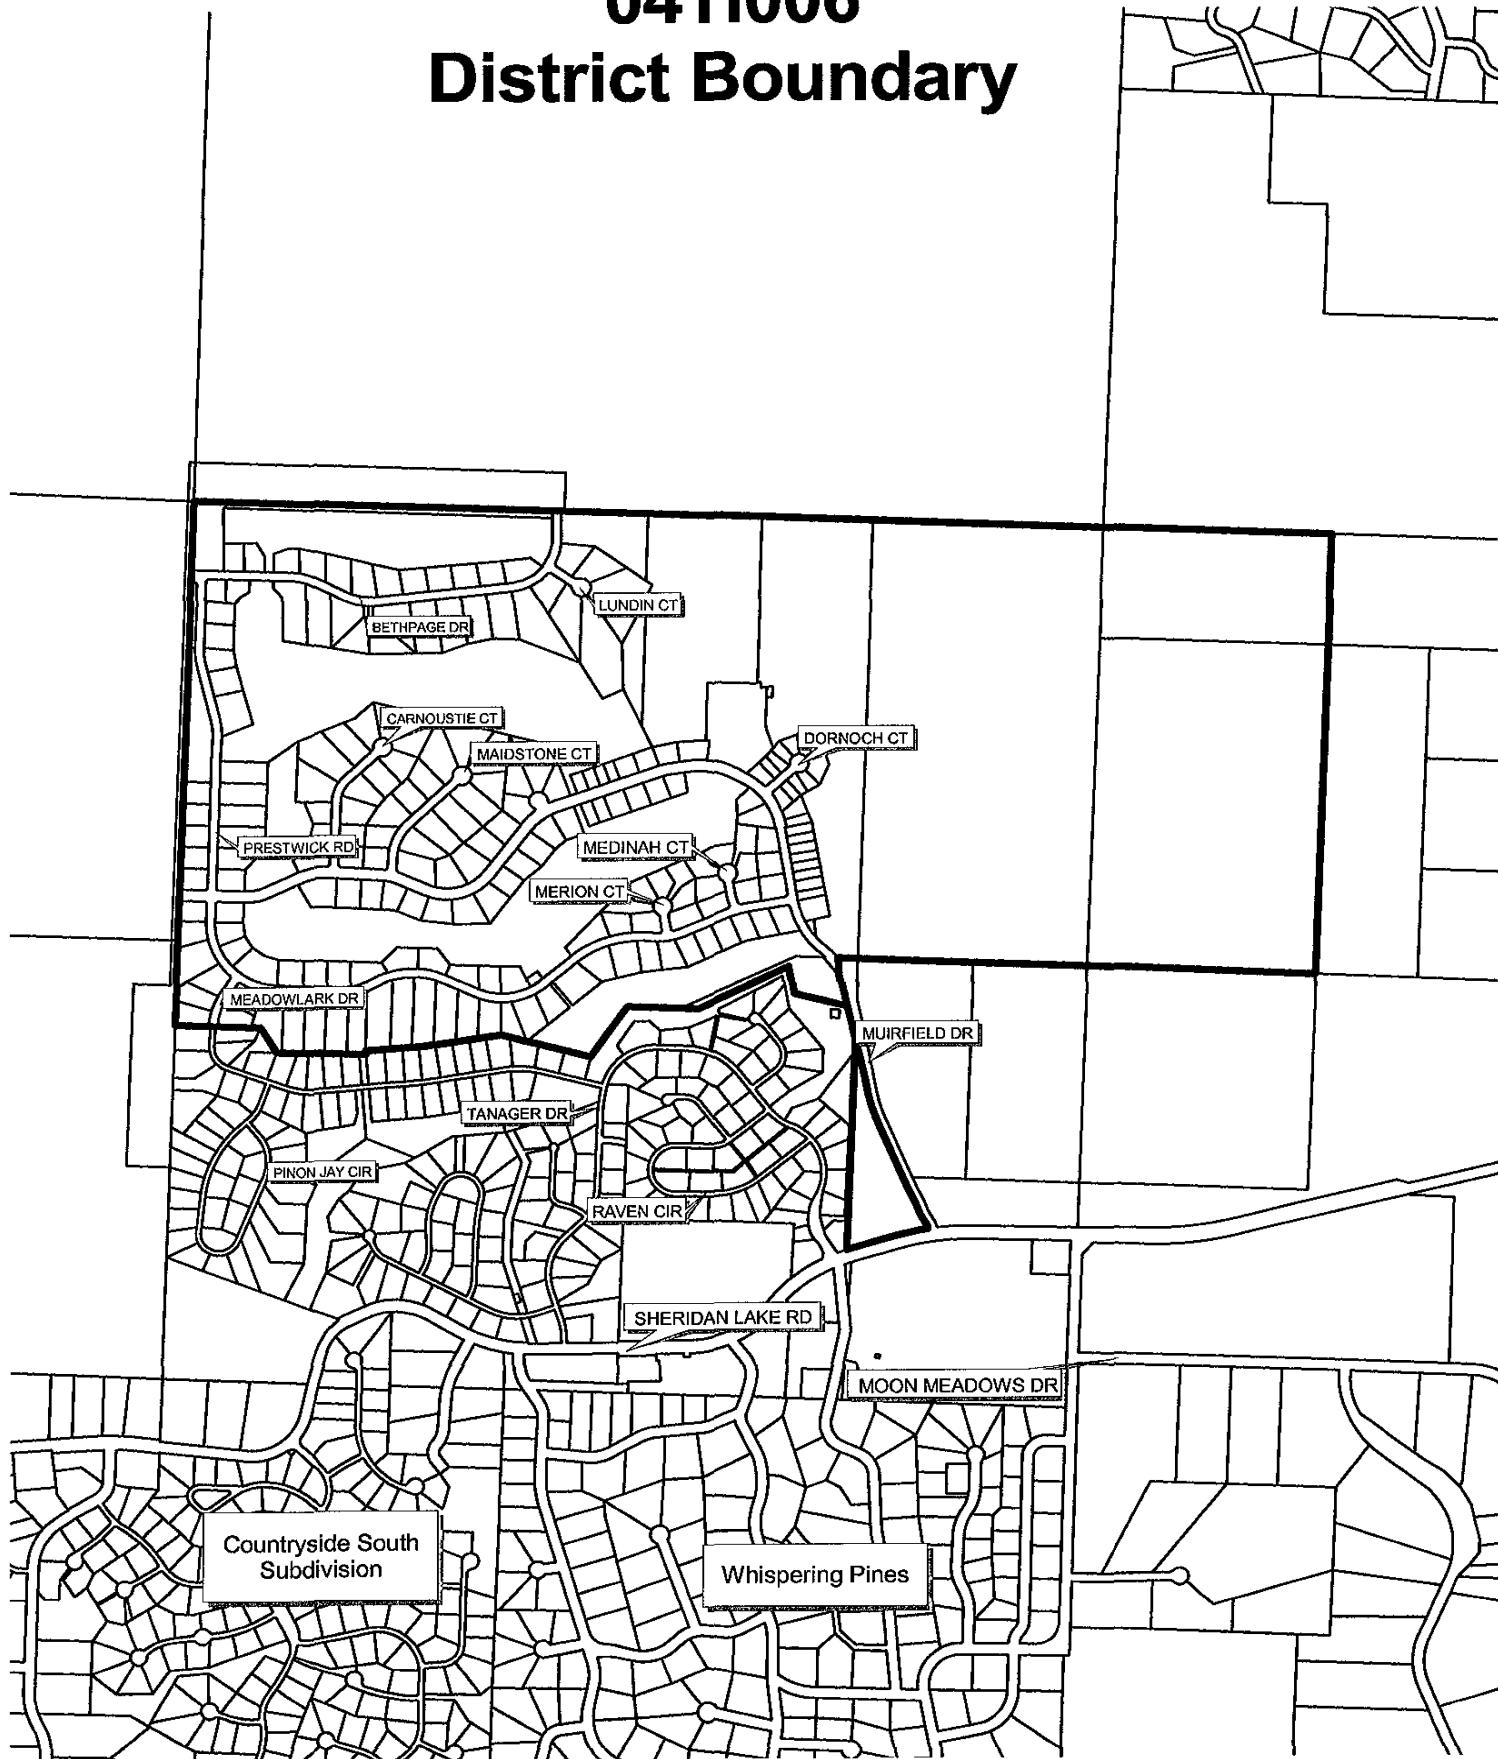 04TI006
District Boundary
LUNDIN CT
BETHPAGE DR
CARNOUSTIE CT
DORNOCH CT
MAIDSTONE CT
PRESTWICK RD
MEDINAH CT
MERION CT
MEADOWLARK DR
MUIRFIELD DR
TANAGER DR
PINON JAY CIR
RAVEN CIR
SHERIDAN LAKE RD
MOON MEADOWS DR
Countryside South
Subdivision
Whispering Pines